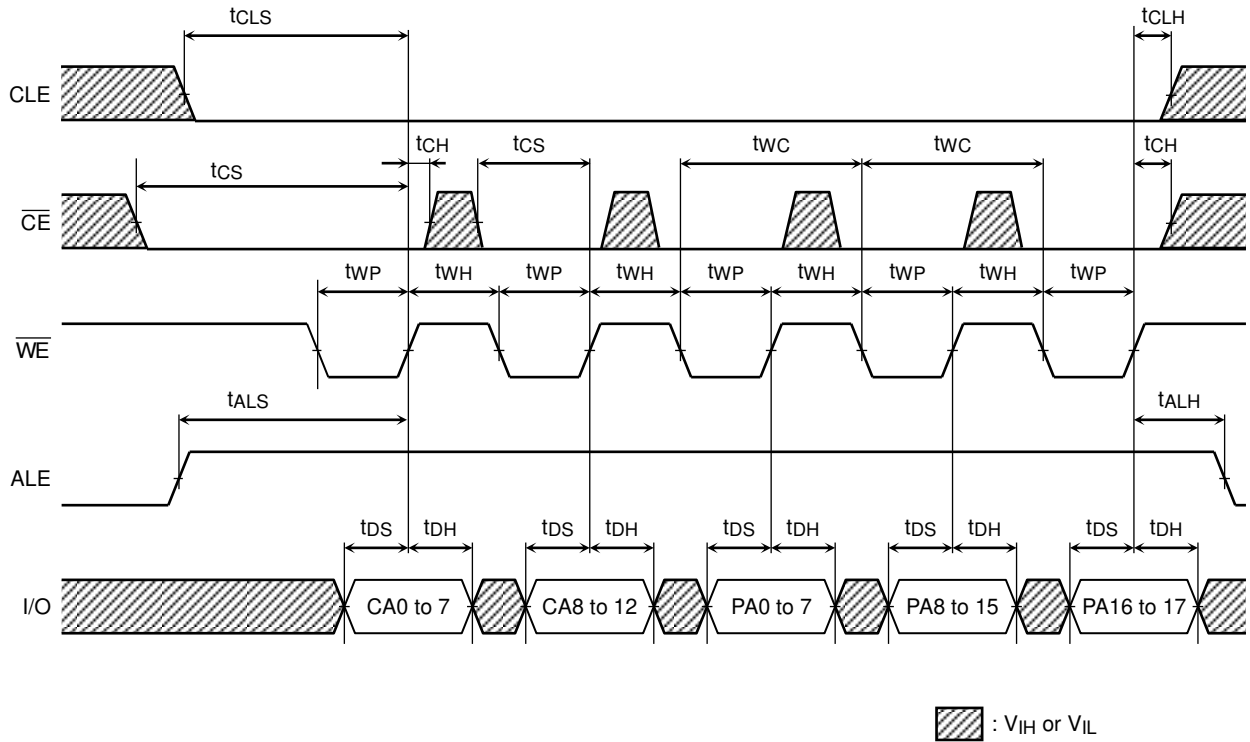 tCLS tCLH
CLE
tCH tCS tWC tWC tCH
tCS
CE
tWP tWH tWP tWH tWP tWH tWP tWH tWP
WE
tALS tALH
ALE
tDS tDH tDS tDH tDS tDH tDS tDH tDS tDH
I/O CA0 to 7 CA8 to 12 PA0 to 7 PA8 to 15 PA16 to 17
: VIH or VIL